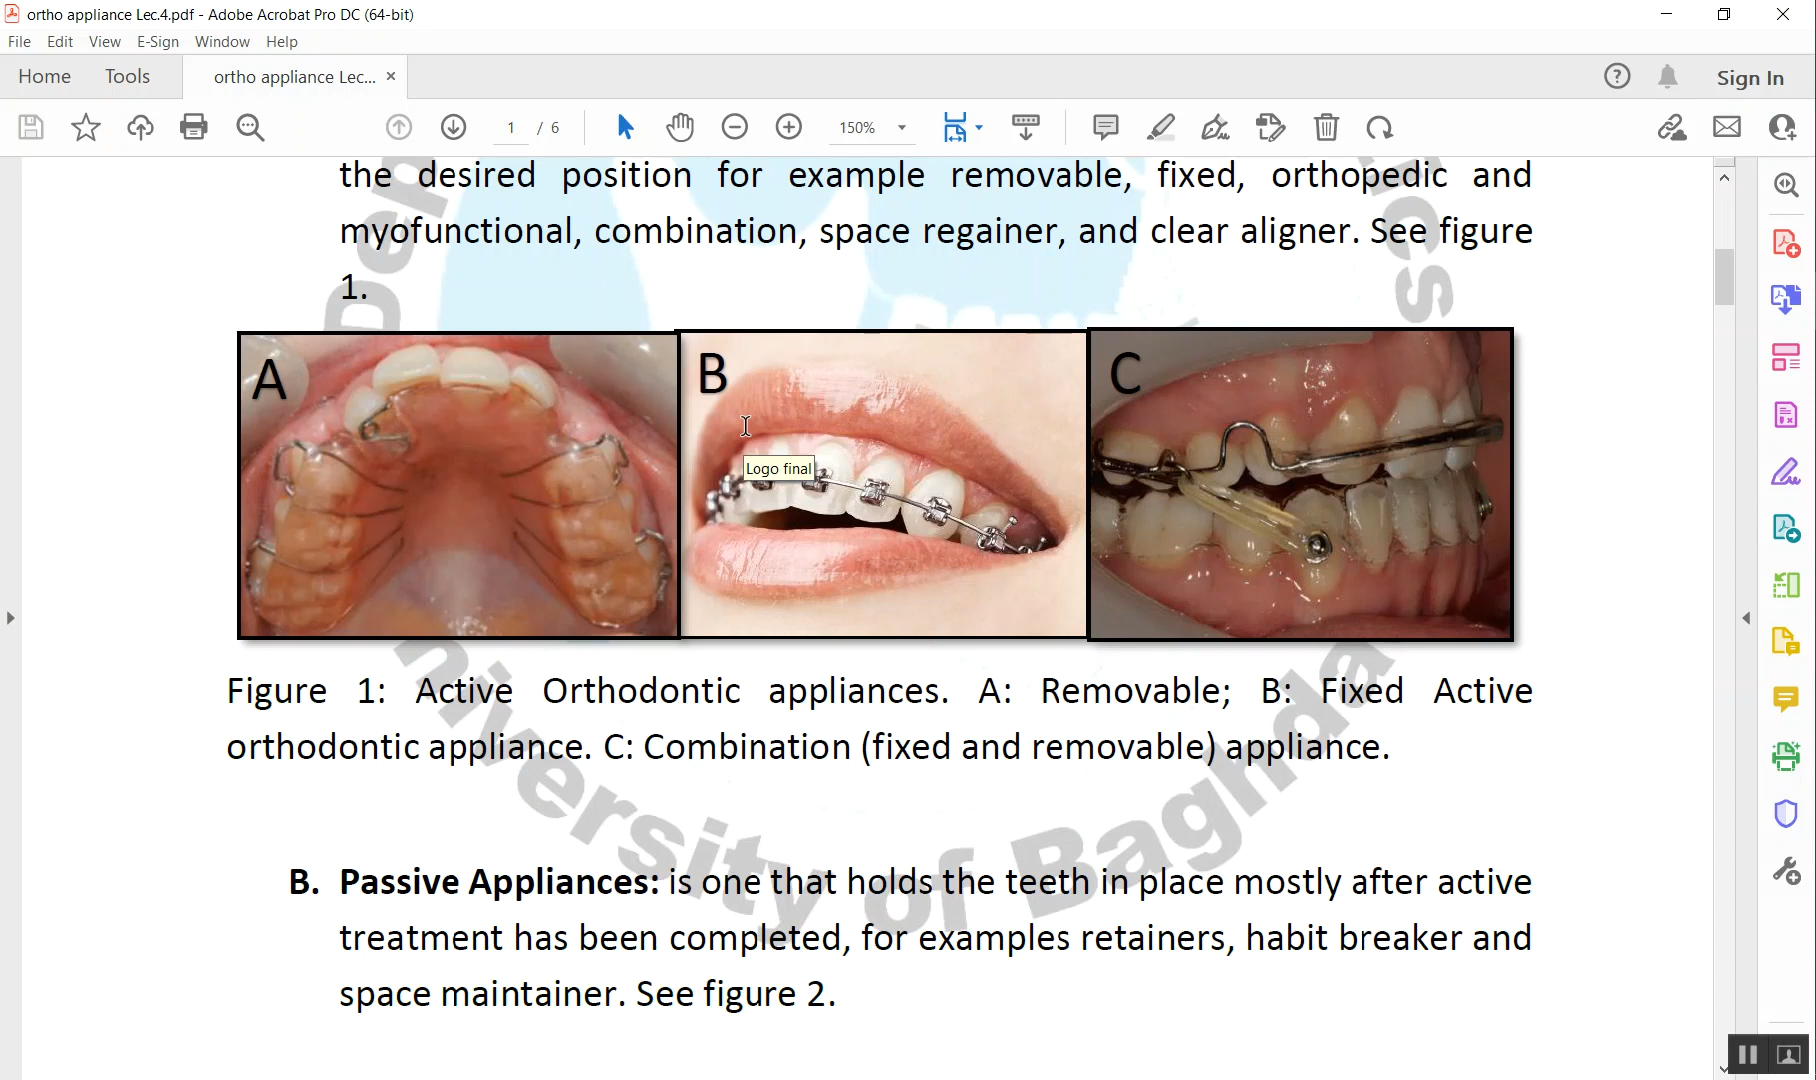 ortho appliance Lec.4.pdf - Adobe Acrobat Pro DC (64-bit)
File Edit View E-Sign Window Help
Home Tools ortho appliance Lec... × Sign In
1 / 6 150%
the desired position for example removable, fixed, orthopedic and
myofunctional, combination, space regainer, and clear aligner. See figure
1.
A B C
Logo final
Figure 1: Active Orthodontic appliances. A: Removable; B: Fixed Active
orthodontic appliance. C: Combination (fixed and removable) appliance.
B. Passive Appliances: is one that holds the teeth in place mostly after active
treatment has been completed, for examples retainers, habit breaker and
space maintainer. See figure 2.
niversity of Baghda